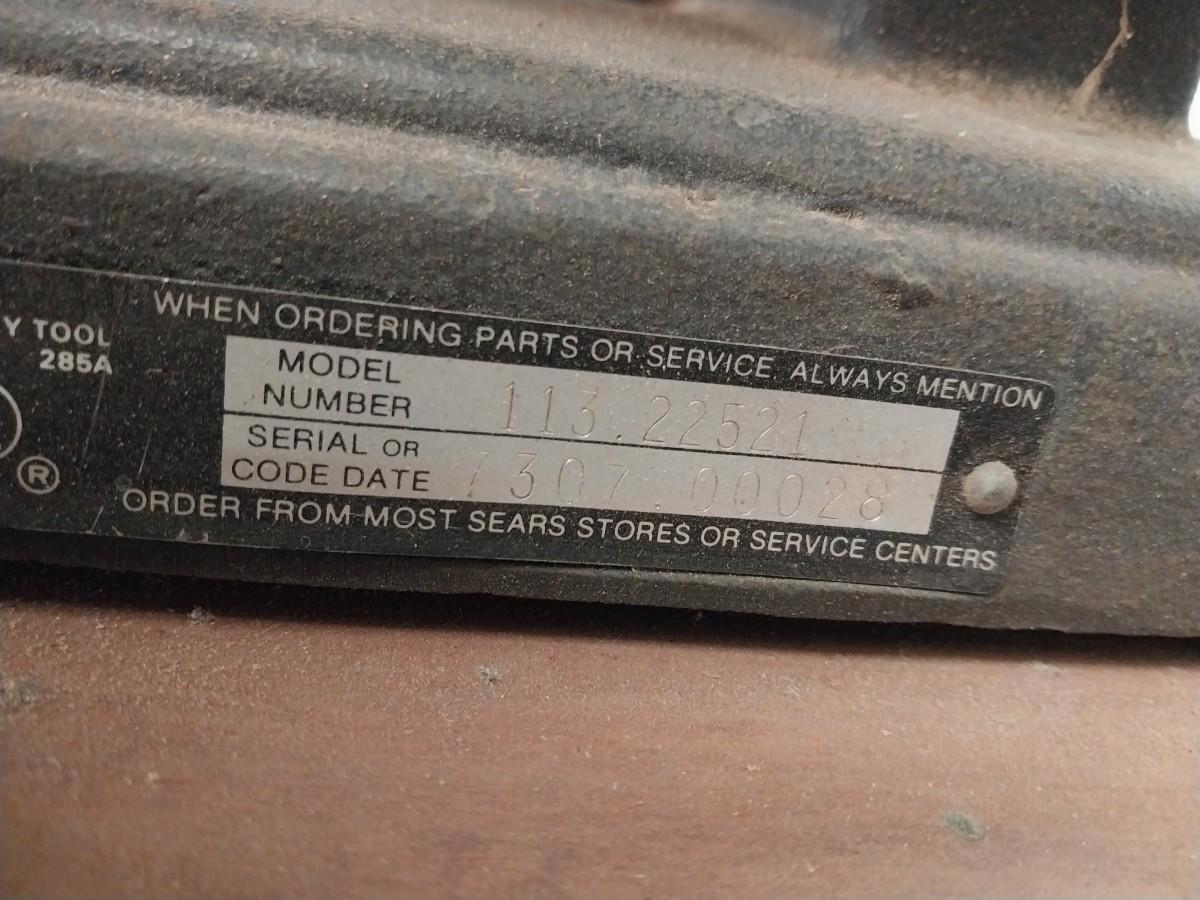 WHEN ORDERING PARTS OR SERVICE, ALWAYS MENTION
Y TOOL
285A
MODEL NUMBER 113.22521
SERIAL OR CODE DATE 7307.00028
®
ORDER FROM MOST SEARS STORES OR SERVICE CENTERS